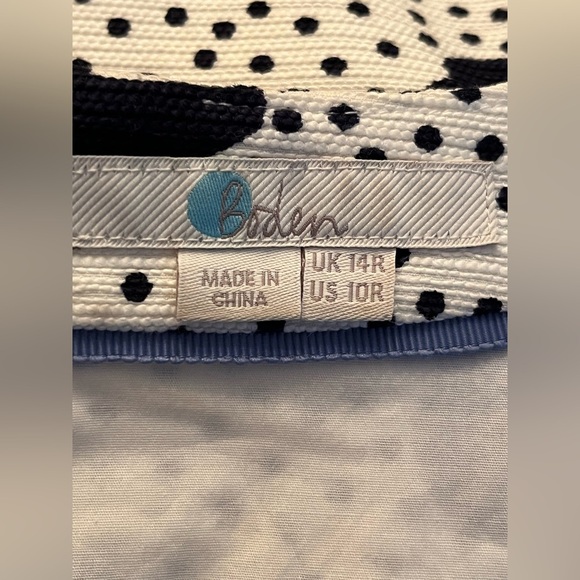 Boden
MADE IN
CHINA
UK 14R
US 10R